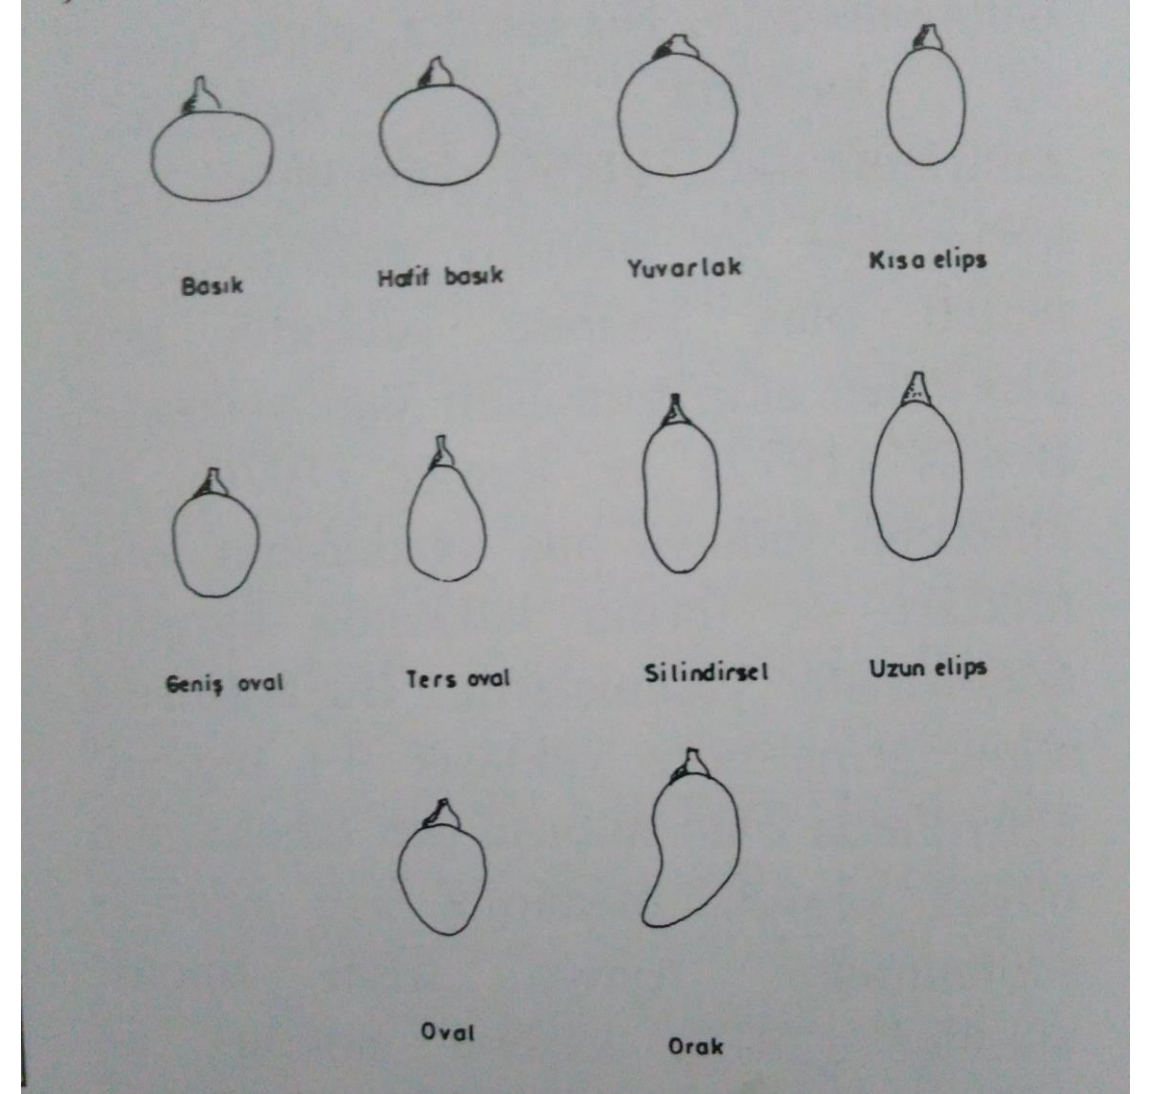 Basık
Hafif basık
Yuvarlak
Kısa elips
Geniş oval
Ters oval
Silindirsel
Uzun elips
Oval
Orak